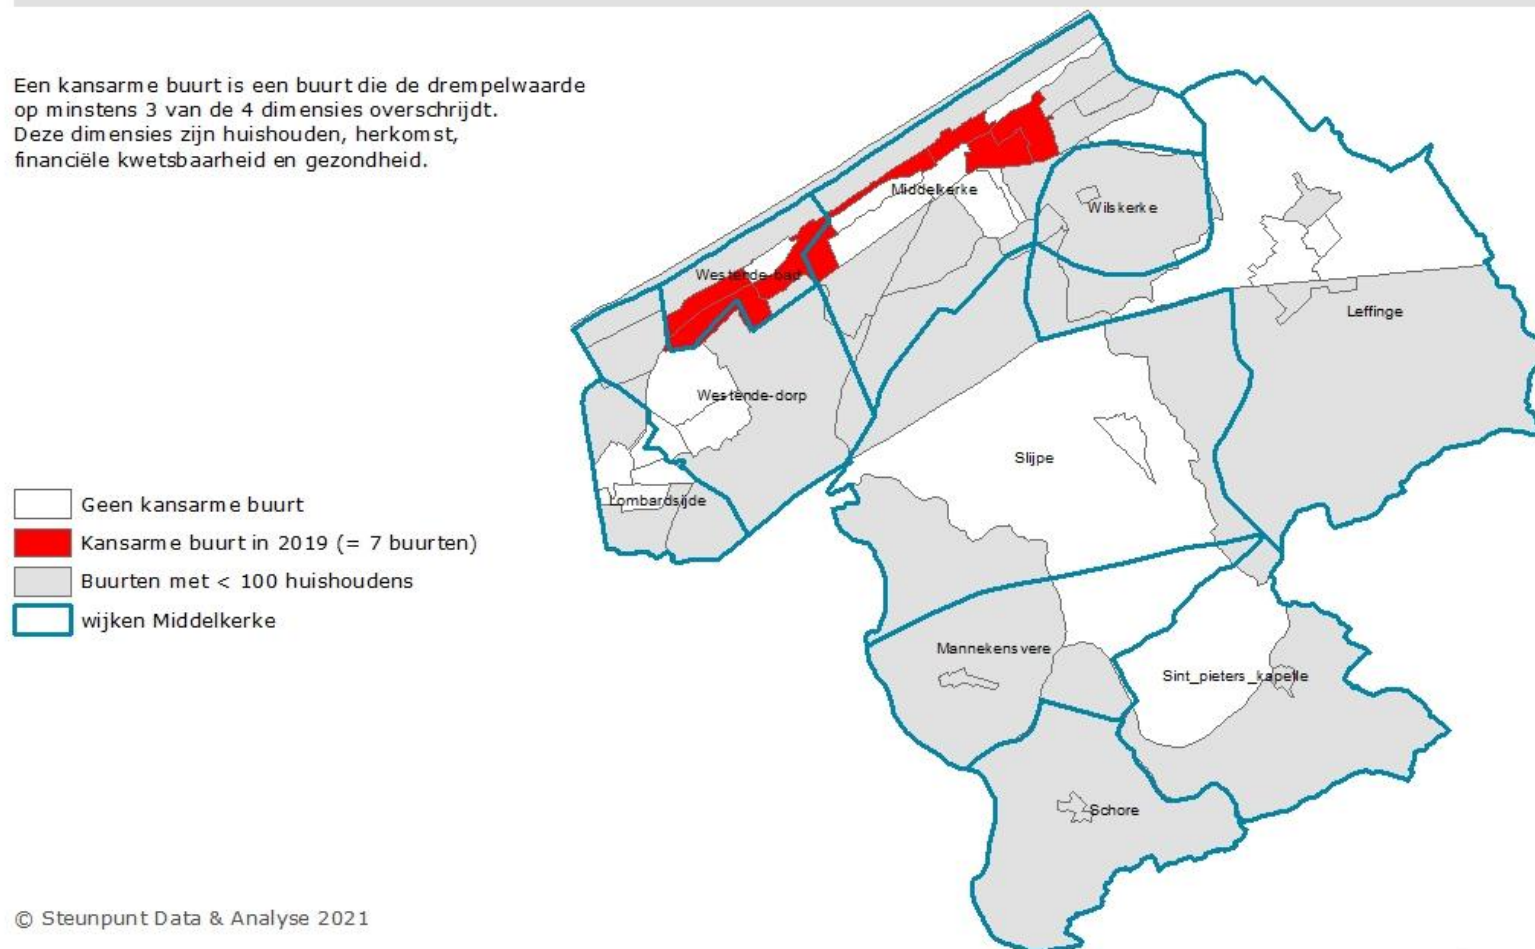 Een kansarme buurt is een buurt die de drempelwaarde
op minstens 3 van de 4 dimensies overschrijdt.
Deze dimensies zijn huishouden, herkomst,
financiële kwetsbaarheid en gezondheid.
Middelkerke
Wilskerke
Westende-bad
Leffinge
Westende-dorp
Slijpe
Lombardsijde
Geen kansarme buurt
Kansarme buurt in 2019 (= 7 buurten)
Buurten met < 100 huishoudens
wijken Middelkerke
Mannekensvere
Sint_pieters_kapelle
Schore
© Steunpunt Data & Analyse 2021